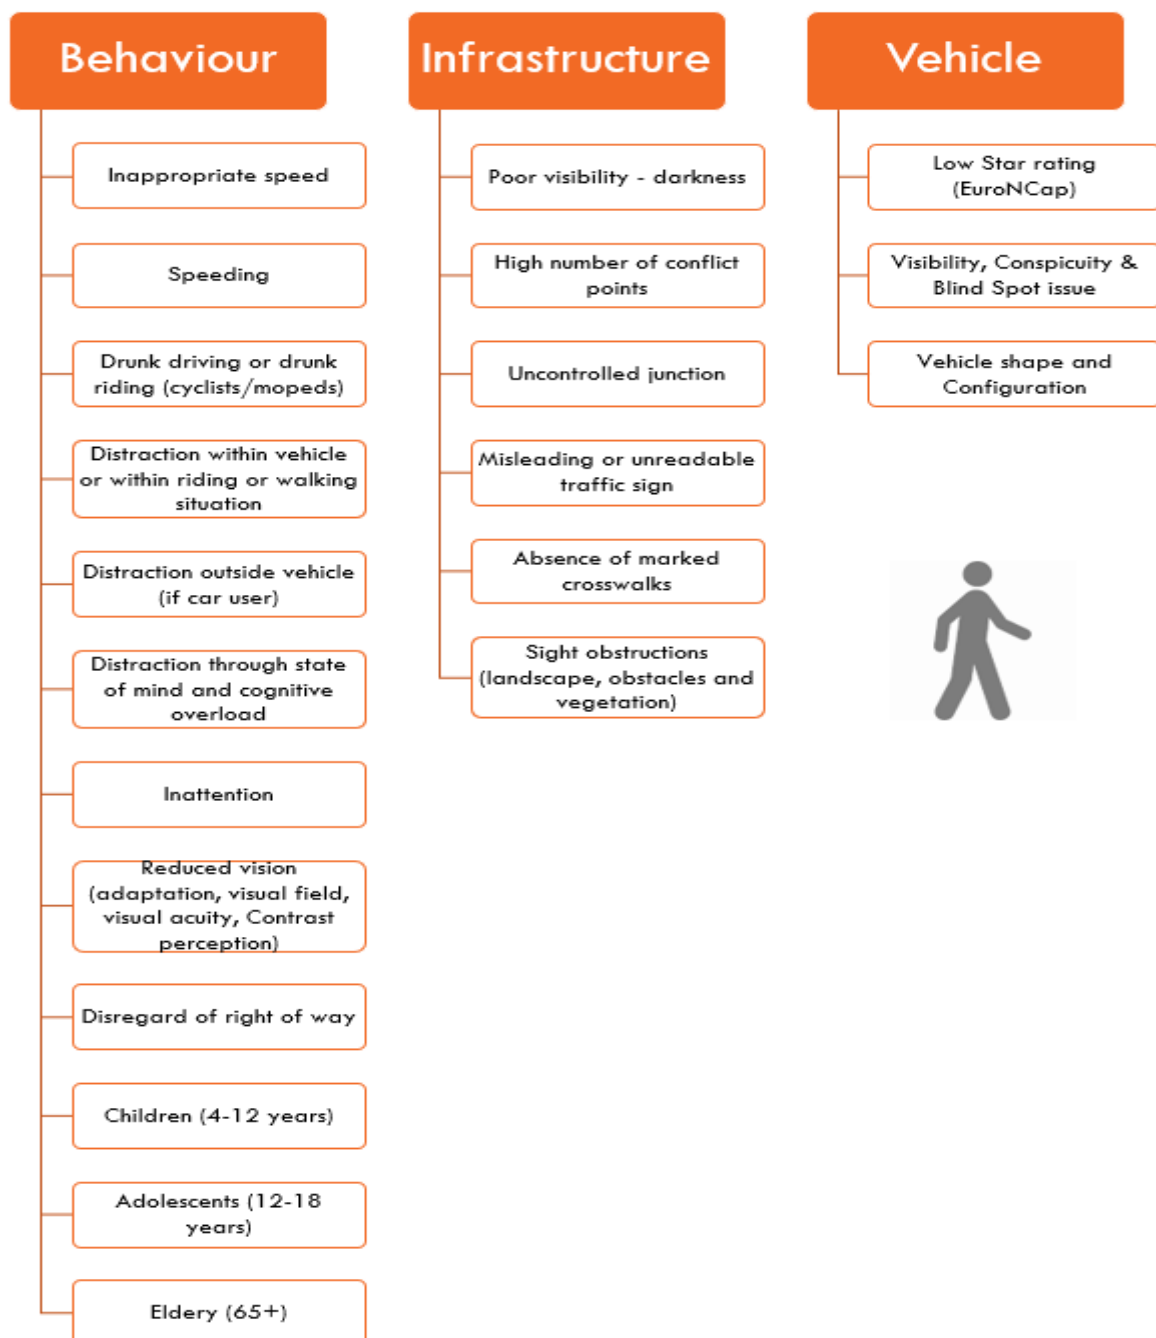 Behaviour
Inappropriate speed
Speeding
Drunk driving or drunk
riding (cyclists/mopeds)
Distraction within vehicle
or within riding or walking
situation
Distraction outside vehicle
(if car user)
Distraction through state
of mind and cognitive
overload
Inattention
Reduced vision
(adaptation, visual field,
visual acuity, Contrast
perception)
Disregard of right of way
Children (4-12 years)
Adolescents (12-18
years)
Eldery (65+)
Infrastructure
Poor visibility - darkness
High number of conflict
points
Uncontrolled junction
Misleading or unreadable
traffic sign
Absence of marked
crosswalks
Sight obstructions
(landscape, obstacles and
vegetation)
Vehicle
Low Star rating
(EuroNCap)
Visibility, Conspicuity &
Blind Spot issue
Vehicle shape and
Configuration